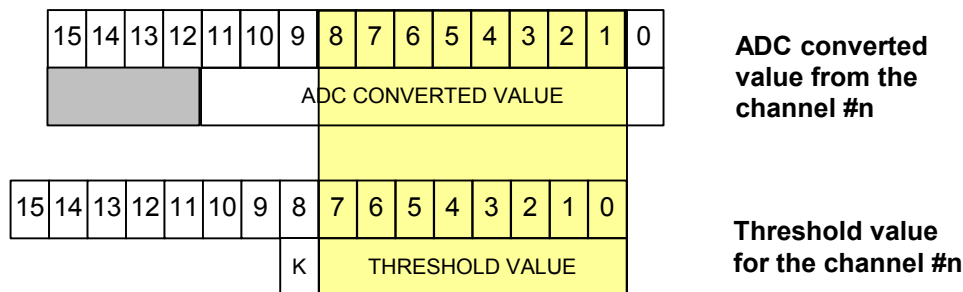 15 14 13 12 11 10 9 8 7 6 5 4 3 2 1 0
ADC CONVERTED VALUE
ADC converted
value from the
channel #n
15 14 13 12 11 10 9 8 7 6 5 4 3 2 1 0
K THRESHOLD VALUE
Threshold value
for the channel #n